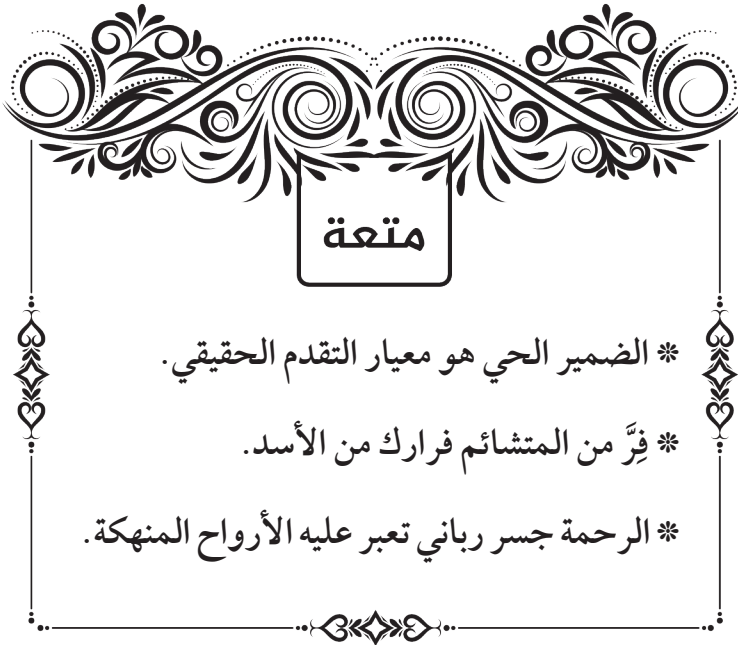 متعة
❊ الضمير الحي هو معيار التقدم الحقيقي.
❊ فِرَّ من المتشائم فرارك من الأسد.
❊ الرحمة جسر رباني تعبر عليه الأرواح المنهكة.